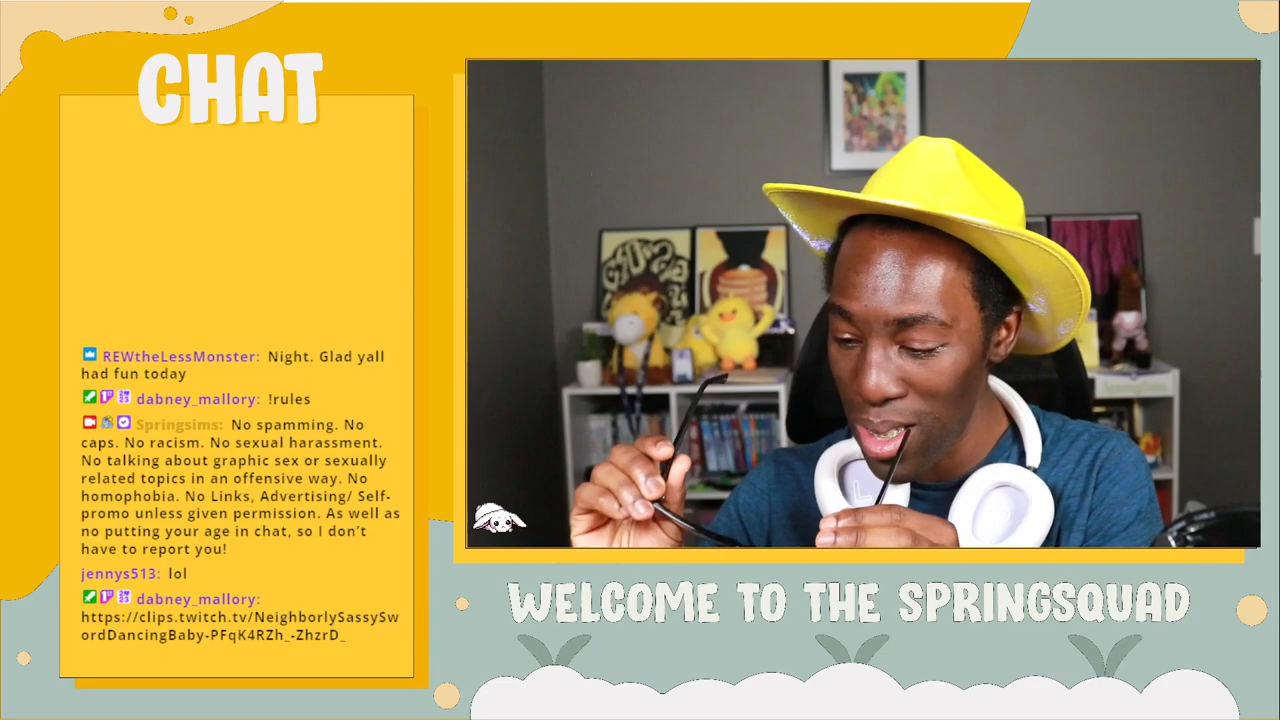 CHAT
REWtheLessMonster: Night. Glad yall
had fun today
dabney_mallory: !rules
Springsims: No spamming. No
caps. No racism. No sexual harassment.
No talking about graphic sex or sexually
related topics in an offensive way. No
homophobia. No Links, Advertising/ Self-
promo unless given permission. As well as
no putting your age in chat, so I don't
have to report you!
jennys513: lol
dabney_mallory:
https://clips.twitch.tv/NeighborlySassySw
ordDancingBaby-PFqK4RZh_-ZhzrD_
WELCOME TO THE SPRINGSQUAD